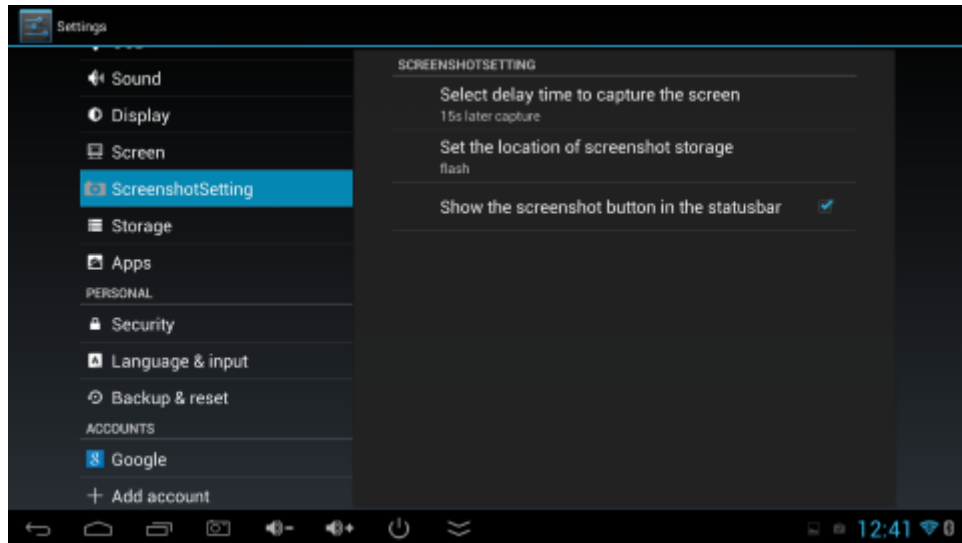 Settings
Sound
Display
Screen
ScreenshotSetting
Storage
Apps
PERSONAL
Security
Language & input
Backup & reset
ACCOUNTS
Google
Add account
SCREENSHOTSETTING
Select delay time to capture the screen
15s later capture
Set the location of screenshot storage
flash
Show the screenshot button in the statusbar
12:41